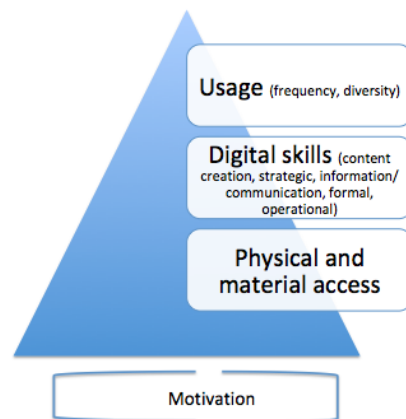 Usage (frequency, diversity)
Digital skills (content
creation, strategic, information/
communication, formal,
operational)
Physical and
material access
Motivation